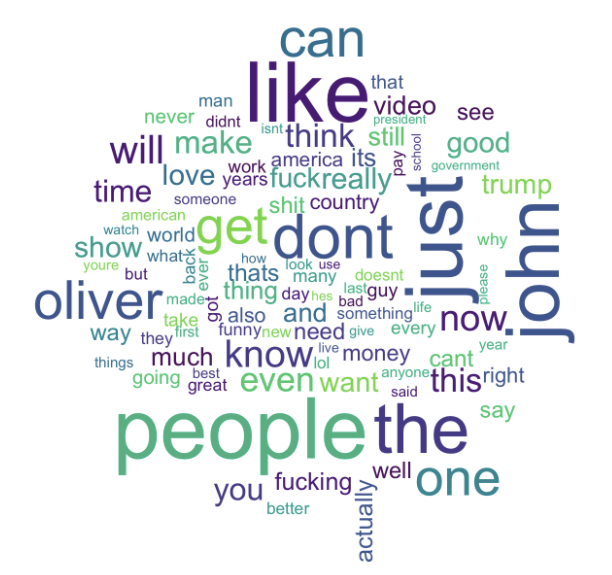 can
like
that
man
video
see
never
didnt
president
isnt
think
still
will
make
school
good
america
its
work
pay
government
love
years
fuck
really
time
someone
shit
country
just
trump
american
get
dont
john
watch
world
how
why
show
what
youre
back
ever
thats
look
use
doesnt
please
but
thing
many
last
guy
day
hes
bad
life
oliver
made
got
also
and
something
now
take
way
they
first
funny
new
need
give
every
year
live
much
know
lol
money
cant
things
going
best
great
even
want
anyone
this
right
said
people
the
one
say
well
you
fucking
actually
better